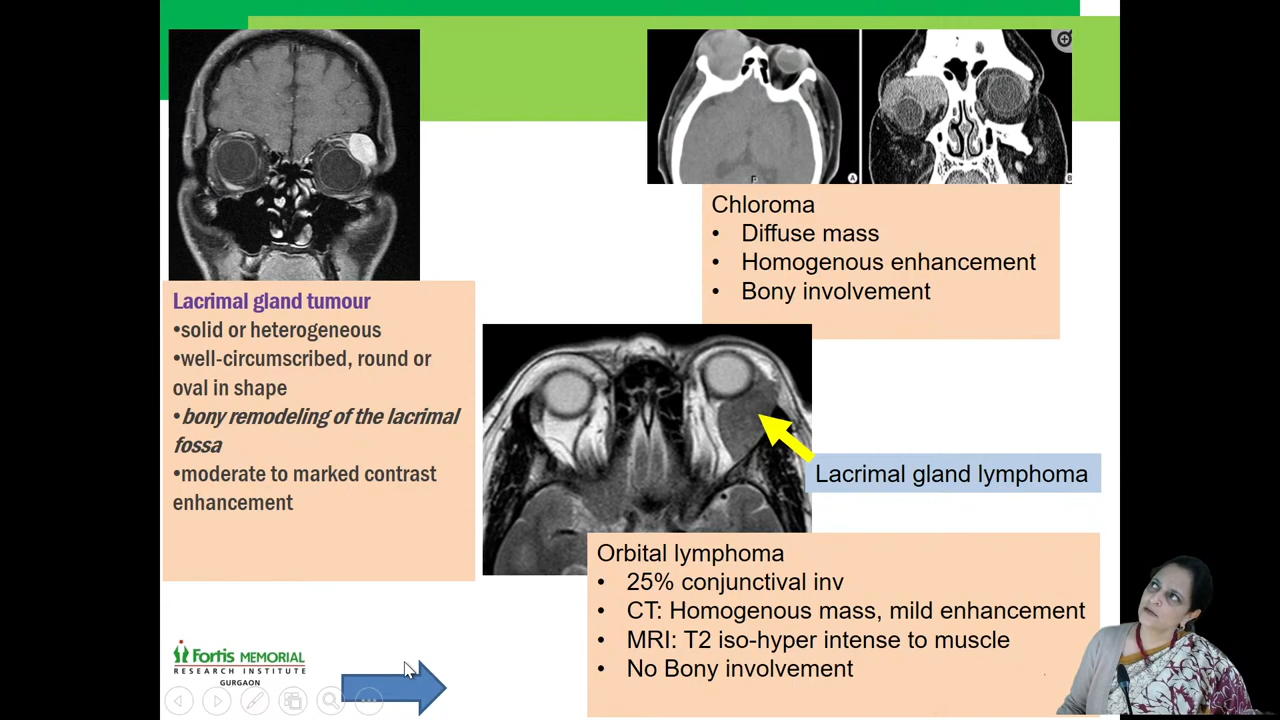 Lacrimal gland tumour
•solid or heterogeneous
•well-circumscribed, round or
oval in shape
•bony remodeling of the lacrimal
fossa
•moderate to marked contrast
enhancement
A
B
Chloroma
• Diffuse mass
• Homogenous enhancement
• Bony involvement
Lacrimal gland lymphoma
Orbital lymphoma
• 25% conjunctival inv
• CT: Homogenous mass, mild enhancement
• MRI: T2 iso-hyper intense to muscle
• No Bony involvement
Fortis MEMORIAL
RESEARCH INSTITUTE
GURGAON